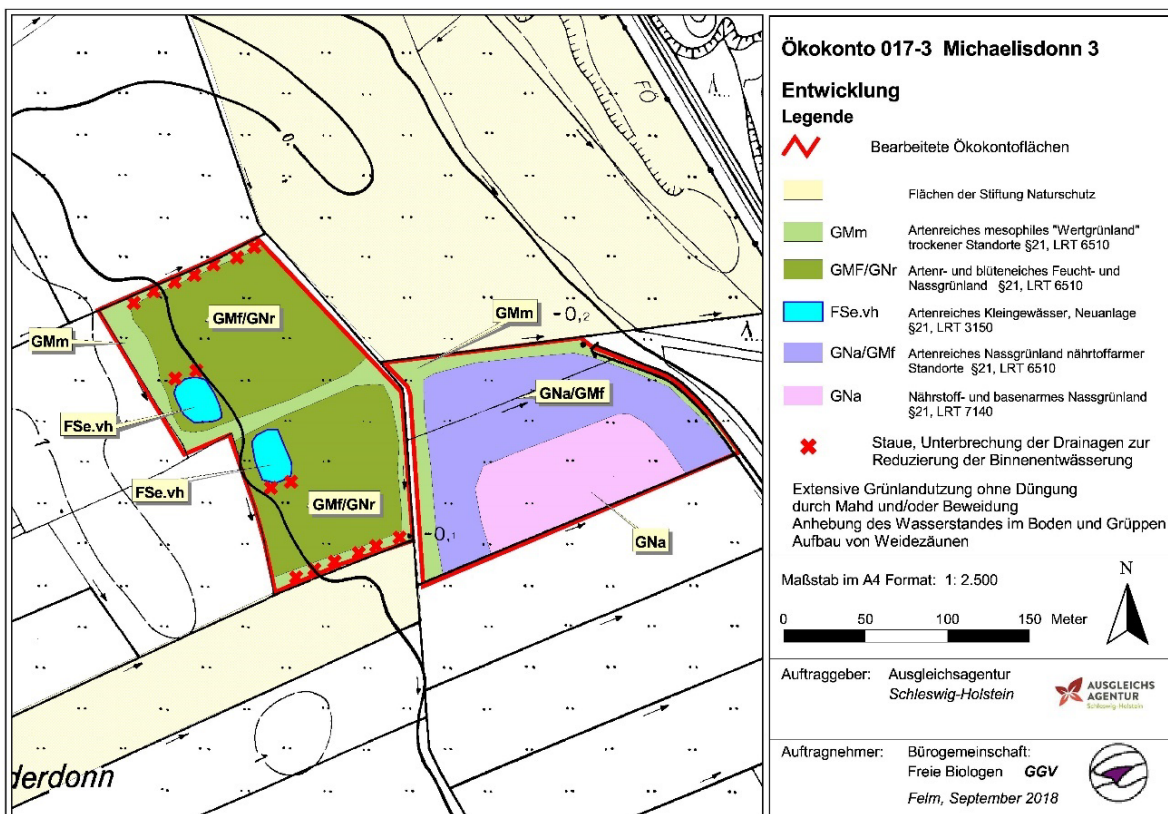 FÖ
0,
GMf/GNr
GMm
GMm
-0,2
GNa/GMf
FSe.vh
FSe.vh
GMf/GNr
-0,1
GNa
derdonn
Ökokonto 017-3 Michaelisdonn 3
Entwicklung
Legende
Bearbeitete Ökokontoflächen
Flächen der Stiftung Naturschutz
GMm
Artenreiches mesophiles "Wertgrünland"
trockener Standorte §21, LRT 6510
GMF/GNr
Artenr- und blüteneiches Feucht- und
Nassgrünland §21, LRT 6510
FSe.vh
Artenreiches Kleingewässer, Neuanlage
§21, LRT 3150
GNa/GMf
Artenreiches Nassgrünland nährtoffarmer
Standorte §21, LRT 6510
GNa
Nährstoff- und basenarmes Nassgrünland
§21, LRT 7140
Staue, Unterbrechung der Drainagen zur
Reduzierung der Binnenentwässerung
Extensive Grünlandutzung ohne Düngung
durch Mahd und/oder Beweidung
Anhebung des Wasserstandes im Boden und Grüppen
Aufbau von Weidezäunen
Maßstab im A4 Format: 1: 2.500
N
0 50 100 150 Meter
Auftraggeber: Ausgleichsagentur
Schleswig-Holstein
AUSGLEICHS
AGENTUR
Schleswig-Holstein
Auftragnehmer: Bürogemeinschaft:
Freie Biologen GGV
Felm, September 2018